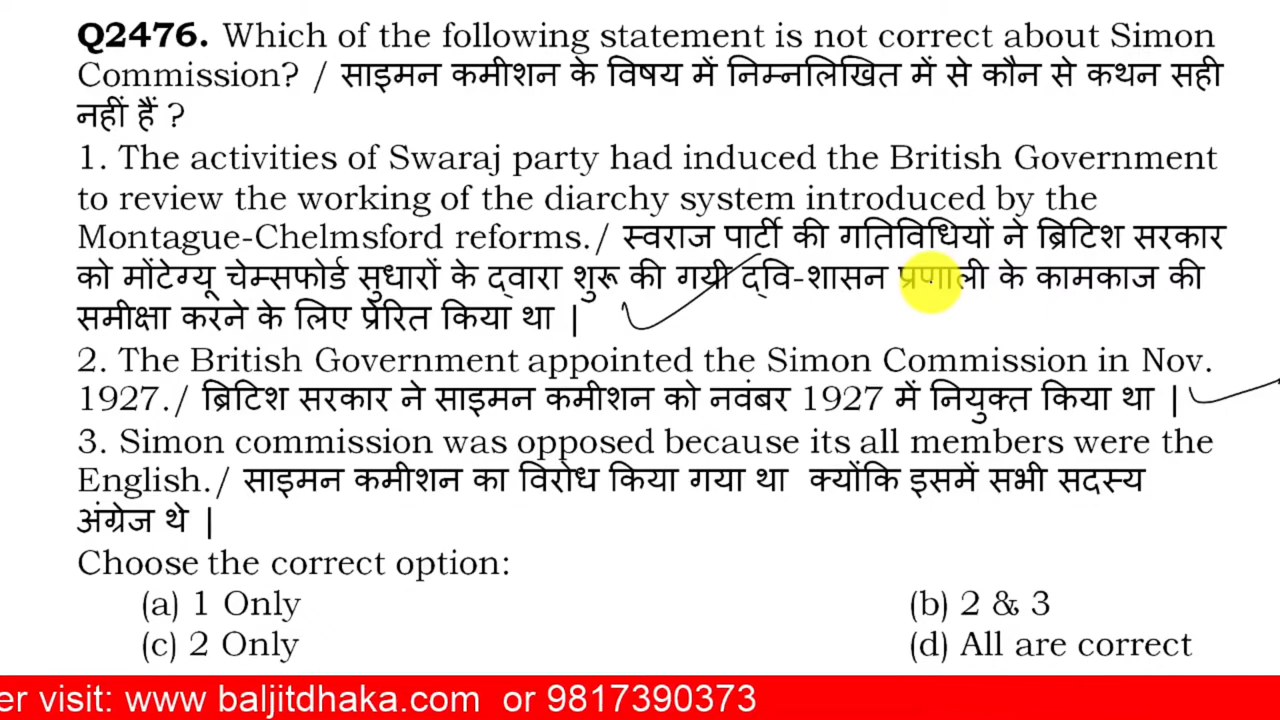 Q2476. Which of the following statement is not correct about Simon
Commission? / साइमन कमीशन के विषय में निम्नलिखित में से कौन से कथन सही
नहीं हैं ?
1. The activities of Swaraj party had induced the British Government
to review the working of the diarchy system introduced by the
Montague-Chelmsford reforms./ स्वराज पार्टी की गतिविधियों ने ब्रिटिश सरकार
को मोंटेग्यू चेम्सफोर्ड सुधारों के द्वारा शुरू की गयी द्वि-शासन प्रणाली के कामकाज की
समीक्षा करने के लिए प्रेरित किया था |
2. The British Government appointed the Simon Commission in Nov.
1927./ ब्रिटिश सरकार ने साइमन कमीशन को नवंबर 1927 में नियुक्त किया था |
3. Simon commission was opposed because its all members were the
English./ साइमन कमीशन का विरोध किया गया था क्योंकि इसमें सभी सदस्य
अंग्रेज थे |
Choose the correct option:
(a) 1 Only (b) 2 & 3
(c) 2 Only (d) All are correct
er visit: www baljitdhaka.com or 9817390373